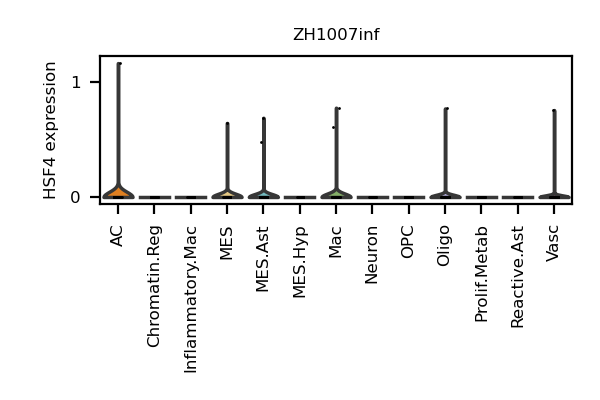 ZH1007inf
HSF4 expression
1
0
AC
Chromatin.Reg
Inflammatory.Mac
MES
MES.Ast
MES.Hyp
Mac
Neuron
OPC
Oligo
Prolif.Metab
Reactive.Ast
Vasc